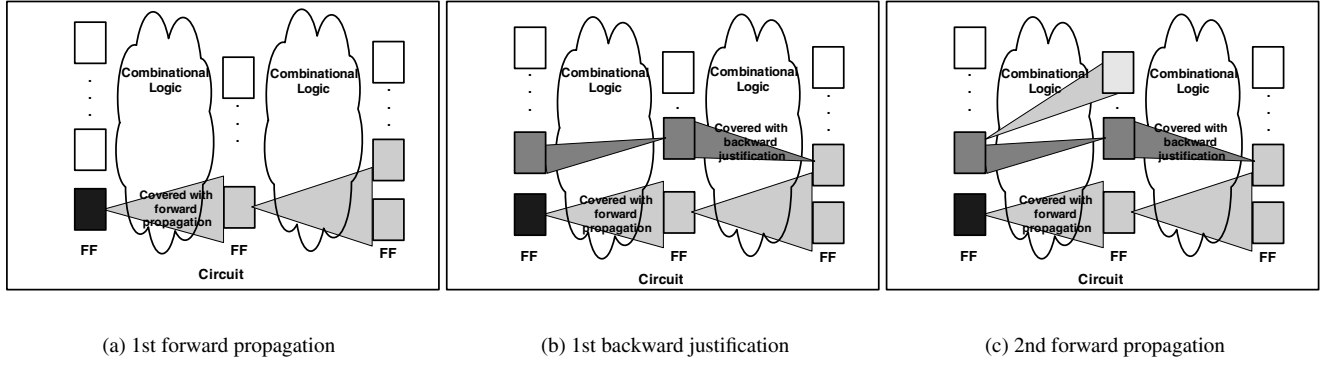 Combinational
Logic
Combinational
Logic
Covered with
forward
propagation
FF
FF
FF
Circuit
(a) 1st forward propagation
Combinational
Logic
Combinational
Logic
Covered with
backward
justification
Covered with
forward
propagation
FF
FF
FF
Circuit
(b) 1st backward justification
Combinational
Logic
Combinational
Logic
Covered with
backward
justification
Covered with
forward
propagation
FF
FF
FF
Circuit
(c) 2nd forward propagation